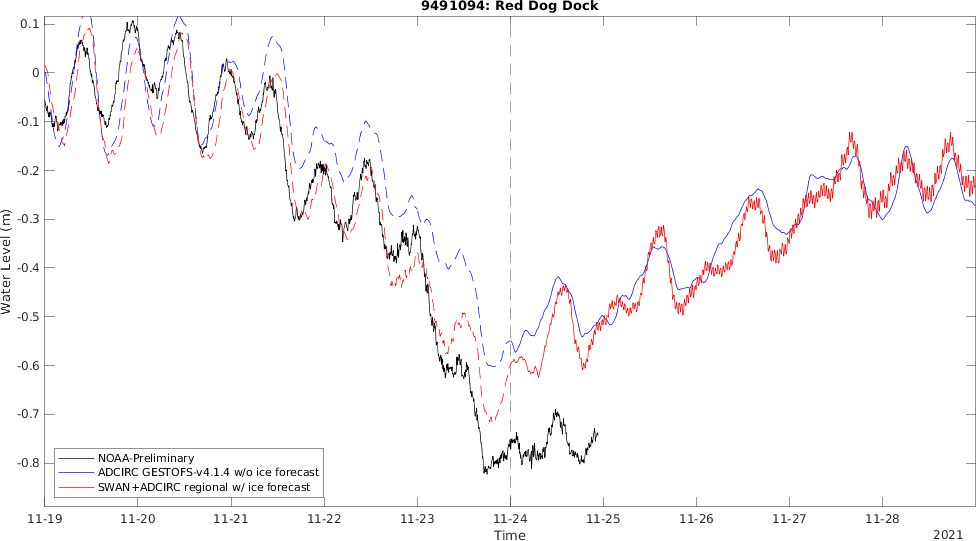 9491094: Red Dog Dock
Water Level (m)
0.1
0
-0.1
-0.2
-0.3
-0.4
-0.5
-0.6
-0.7
-0.8
NOAA-Preliminary
ADCIRC GESTOFS-v4.1.4 w/o ice forecast
SWAN+ADCIRC regional w/ ice forecast
11-19 11-20 11-21 11-22 11-23 11-24 11-25 11-26 11-27 11-28
Time
2021